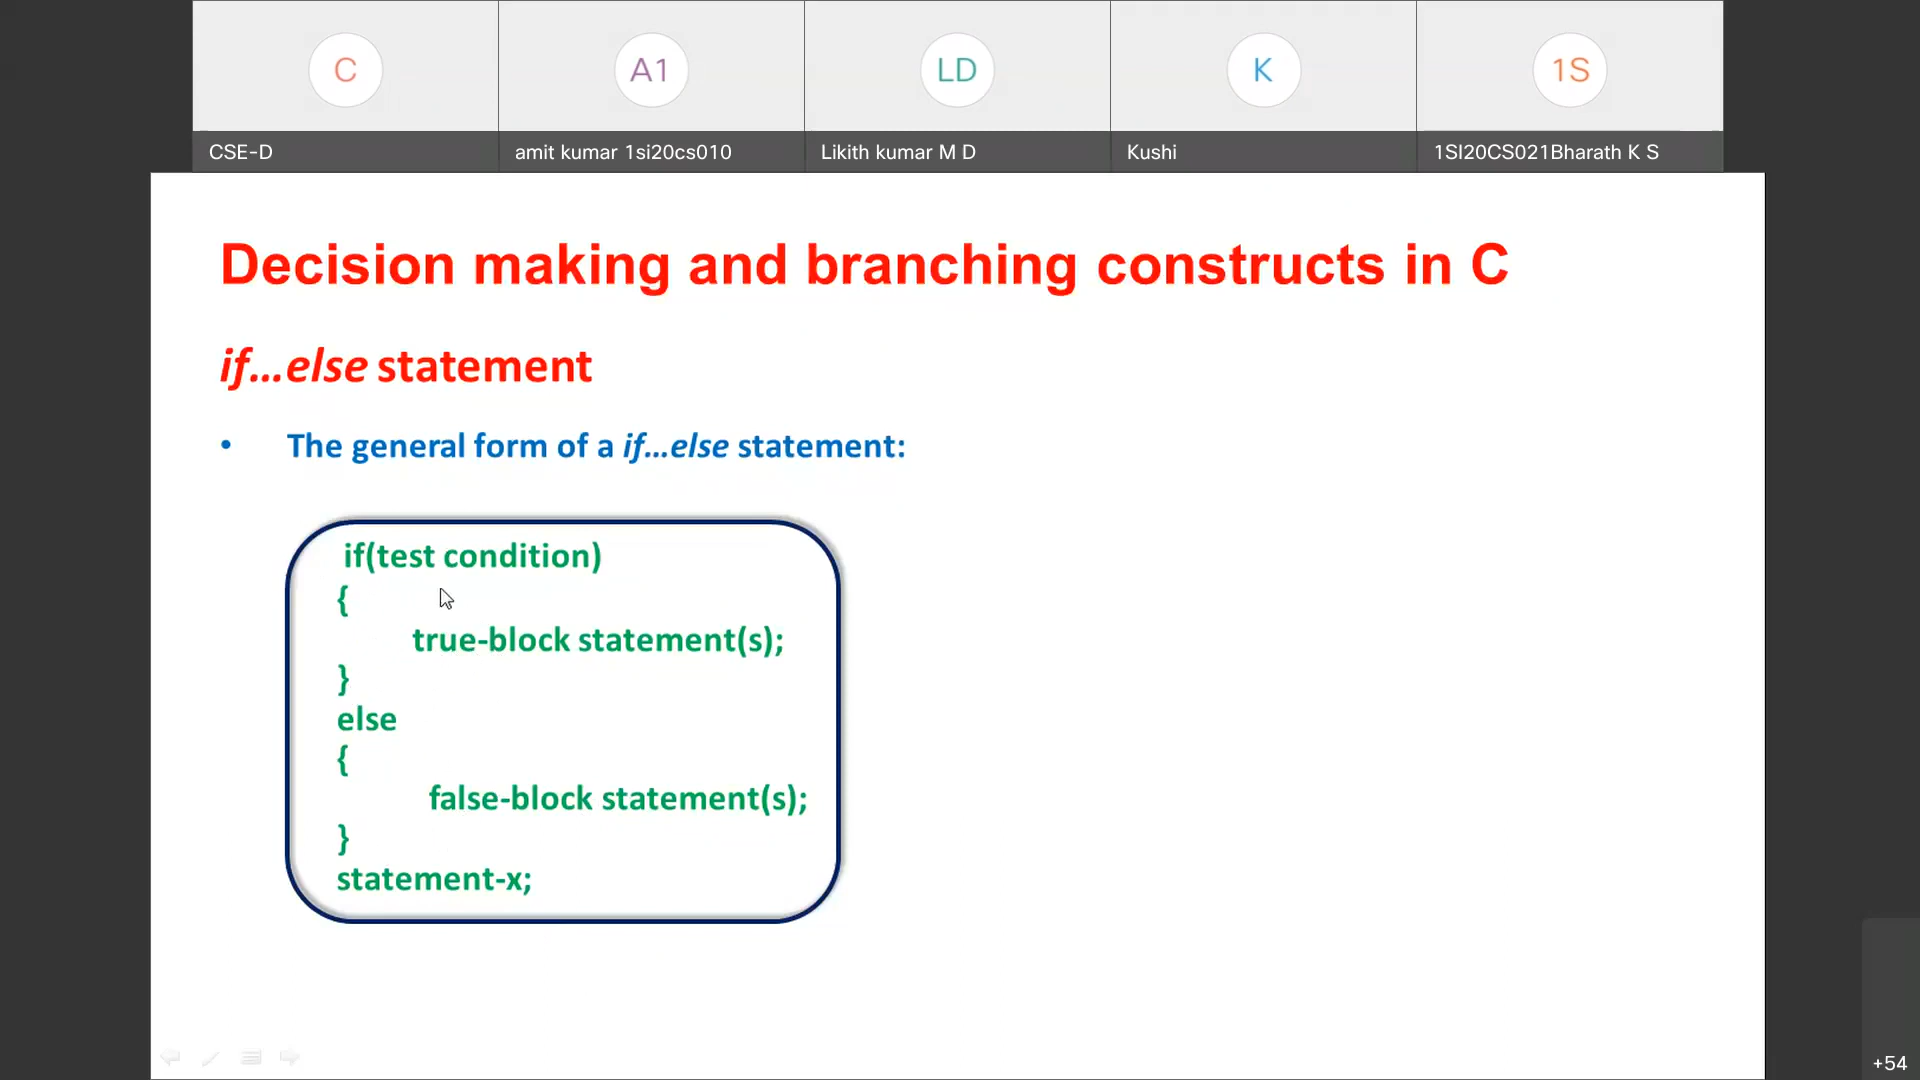 C
A1
LD
K
1S
CSE-D
amit kumar 1si20cs010
Likith kumar M D
Kushi
1SI20CS021Bharath K S
Decision making and branching constructs in C
if...else statement
• The general form of a if...else statement:
if(test condition)
{
true-block statement(s);
}
else
{
false-block statement(s);
}
statement-x;
+54